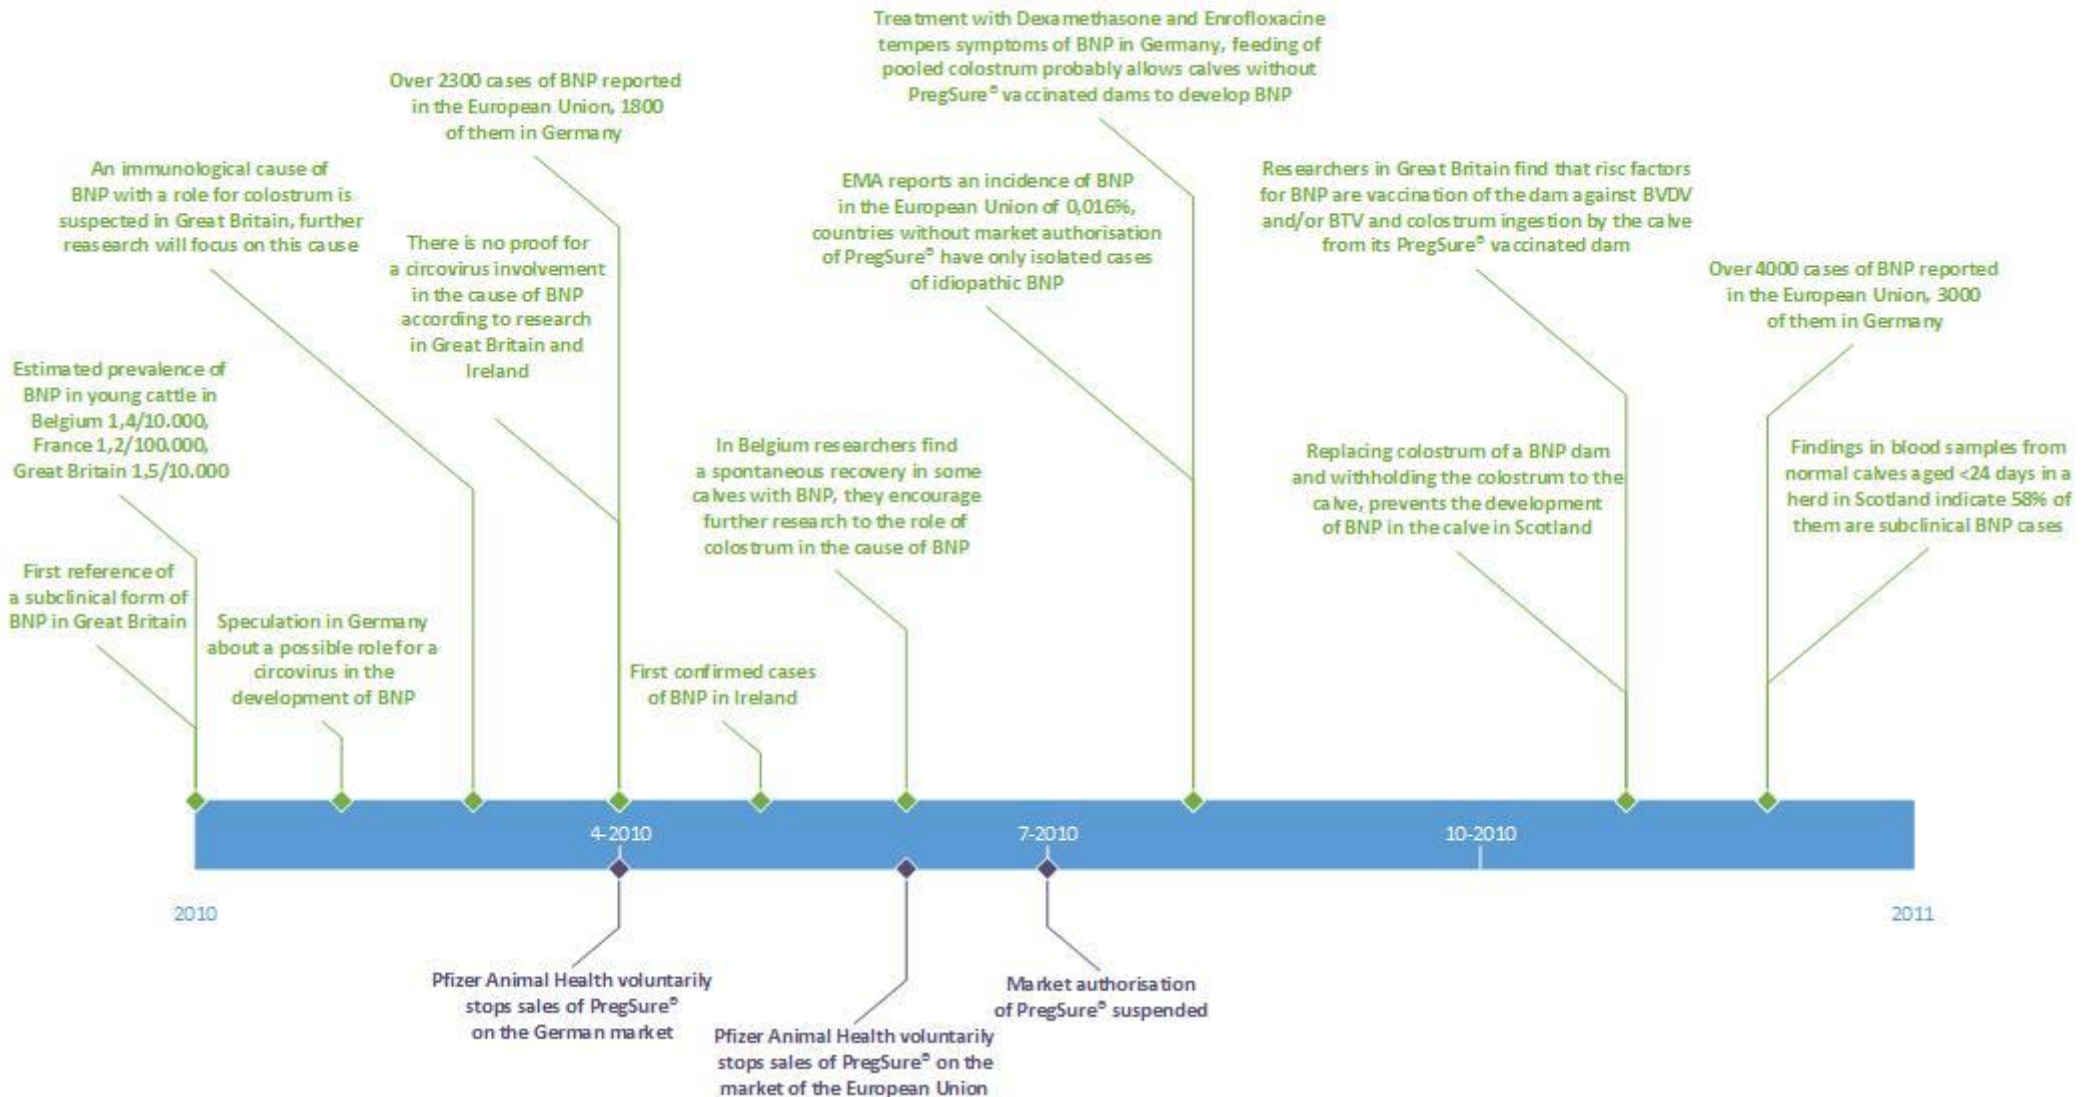 Treatment with Dexamethasone and Enrofloxacine
tempers symptoms of BNP in Germany, feeding of
pooled colostrum probably allows calves without
PregSure® vaccinated dams to develop BNP
Over 2300 cases of BNP reported
in the European Union, 1800
of them in Germany
An immunological cause of
BNP with a role for colostrum is
suspected in Great Britain, further
reasearch will focus on this cause
EMA reports an incidence of BNP
in the European Union of 0,016%,
countries without market authorisation
of PregSure® have only isolated cases
of idiopathic BNP
Researchers in Great Britain find that risc factors
for BNP are vaccination of the dam against BVDV
and/or BTV and colostrum ingestion by the calve
from its PregSure® vaccinated dam
There is no proof for
a circovirus involvement
in the cause of BNP
according to research
in Great Britain and
Ireland
Over 4000 cases of BNP reported
in the European Union, 3000
of them in Germany
Estimated prevalence of
BNP in young cattle in
Belgium 1,4/10.000,
France 1,2/100.000,
Great Britain 1,5/10.000
In Belgium researchers find
a spontaneous recovery in some
calves with BNP, they encourage
further research to the role of
colostrum in the cause of BNP
Replacing colostrum of a BNP dam
and withholding the colostrum to the
calve, prevents the development
of BNP in the calve in Scotland
Findings in blood samples from
normal calves aged <24 days in a
herd in Scotland indicate 58% of
them are subclinical BNP cases
First reference of
a subclinical form of
BNP in Great Britain
Speculation in Germany
about a possible role for a
circovirus in the
development of BNP
First confirmed cases
of BNP in Ireland
4-2010
7-2010
10-2010
2010
2011
Pfizer Animal Health voluntarily
stops sales of PregSure®
on the German market
Market authorisation
of PregSure® suspended
Pfizer Animal Health voluntarily
stops sales of PregSure® on the
market of the European Union